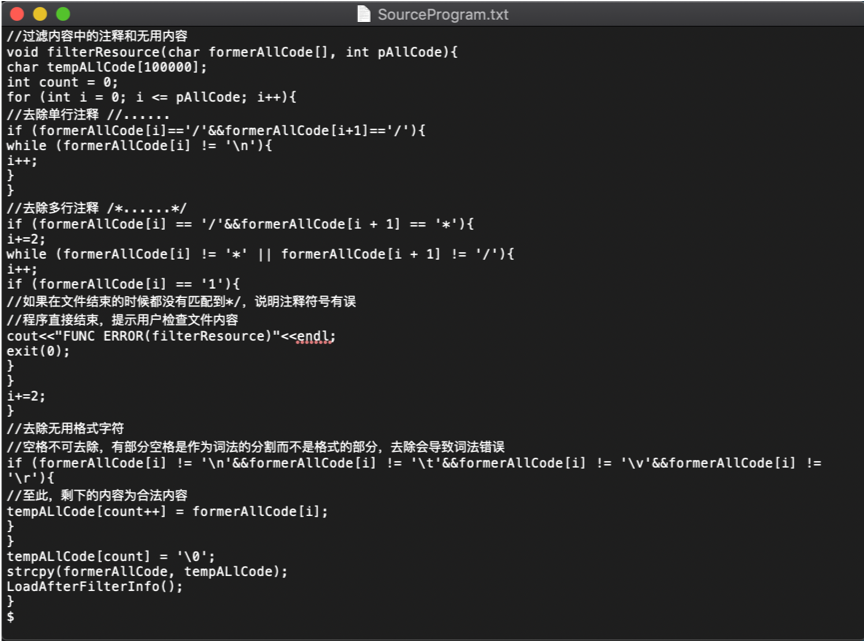 SourceProgram.txt
//过滤内容中的注释和无用内容
void filterResource(char formerAllCode[], int pAllCode){
char tempALlCode[100000];
int count = 0;
for (int i = 0; i <= pAllCode; i++){
//去除单行注释 //......
if (formerAllCode[i]=='/'&&formerAllCode[i+1]=='/'){
while (formerAllCode[i] != '\n'){
i++;
}
}
//去除多行注释 /*......*/
if (formerAllCode[i] == '/'&&formerAllCode[i + 1] == '*'){
i+=2;
while (formerAllCode[i] != '*' || formerAllCode[i + 1] != '/'){
i++;
if (formerAllCode[i] == '1'){
//如果在文件结束的时候都没有匹配到*/，说明注释符号有误
//程序直接结束，提示用户检查文件内容
cout<<"FUNC ERROR(filterResource)"<<endl;
exit(0);
}
}
i+=2;
}
//去除无用格式字符
//空格不可去除，有部分空格是作为词法的分割而不是格式的部分，去除会导致词法错误
if (formerAllCode[i] != '\n'&&formerAllCode[i] != '\t'&&formerAllCode[i] != '\v'&&formerAllCode[i] !=
'\r'){
//至此，剩下的内容为合法内容
tempALlCode[count++] = formerAllCode[i];
}
}
tempALlCode[count] = '\0';
strcpy(formerAllCode, tempALlCode);
LoadAfterFilterInfo();
}
$